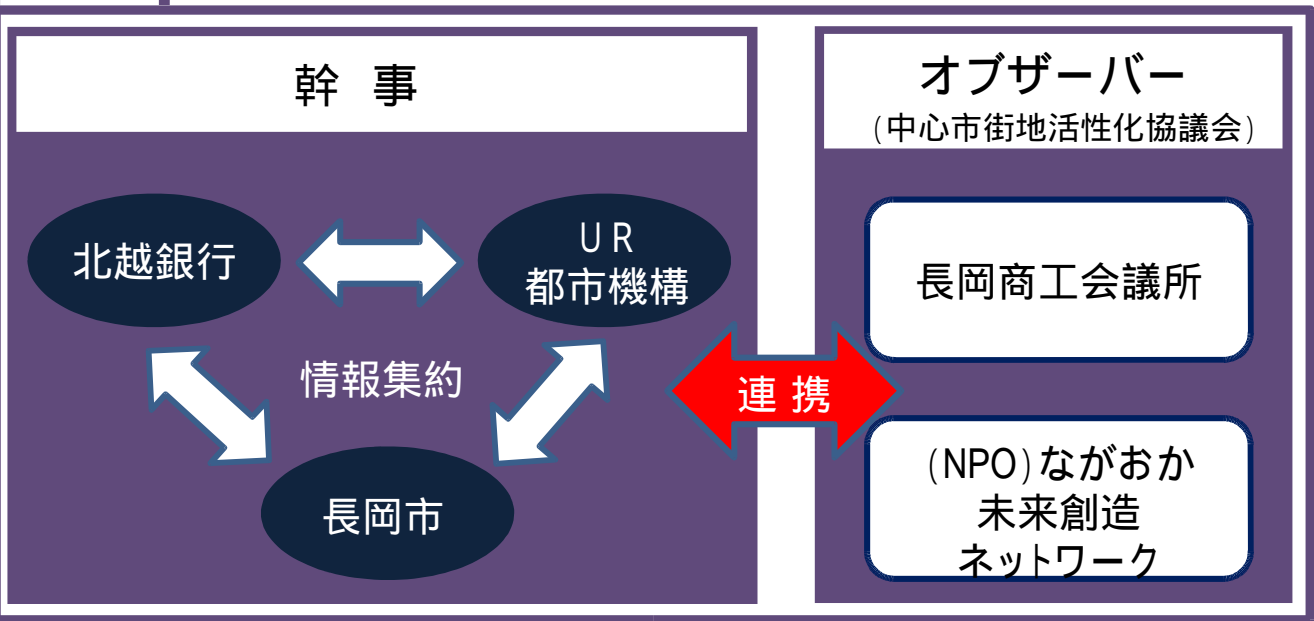 幹 事
北越銀行
UR
都市機構
情報集約
長岡市
連 携
オブザーバー
(中心市街地活性化協議会)
長岡商工会議所
(NPO)ながおか
未来創造
ネットワーク